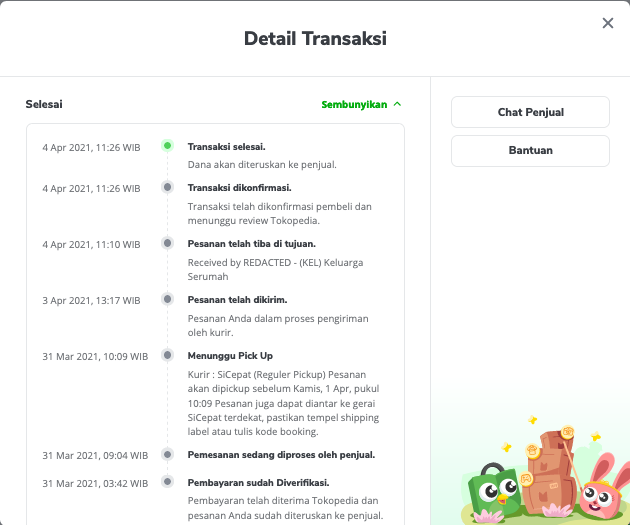 Detail Transaksi
Selesai
Sembunyikan
Chat Penjual
Bantuan
4 Apr 2021, 11:26 WIB
Transaksi selesai.
Dana akan diteruskan ke penjual.
4 Apr 2021, 11:26 WIB
Transaksi dikonfirmasi.
Transaksi telah dikonfirmasi pembeli dan
menunggu review Tokopedia.
4 Apr 2021, 11:10 WIB
Pesanan telah tiba di tujuan.
Received by REDACTED - (KEL) Keluarga
Serumah
3 Apr 2021, 13:17 WIB
Pesanan telah dikirim.
Pesanan Anda dalam proses pengiriman
oleh kurir.
31 Mar 2021, 10:09 WIB
Menunggu Pick Up
Kurir : SiCepat (Reguler Pickup) Pesanan
akan dipickup sebelum Kamis, 1 Apr, pukul
10:09 Pesanan juga dapat diantar ke gerai
SiCepat terdekat, pastikan tempel shipping
label atau tulis kode booking.
31 Mar 2021, 09:04 WIB
Pemesanan sedang diproses oleh penjual.
31 Mar 2021, 03:42 WIB
Pembayaran sudah Diverifikasi.
Pembayaran telah diterima Tokopedia dan
pesanan Anda sudah diteruskan ke penjual.